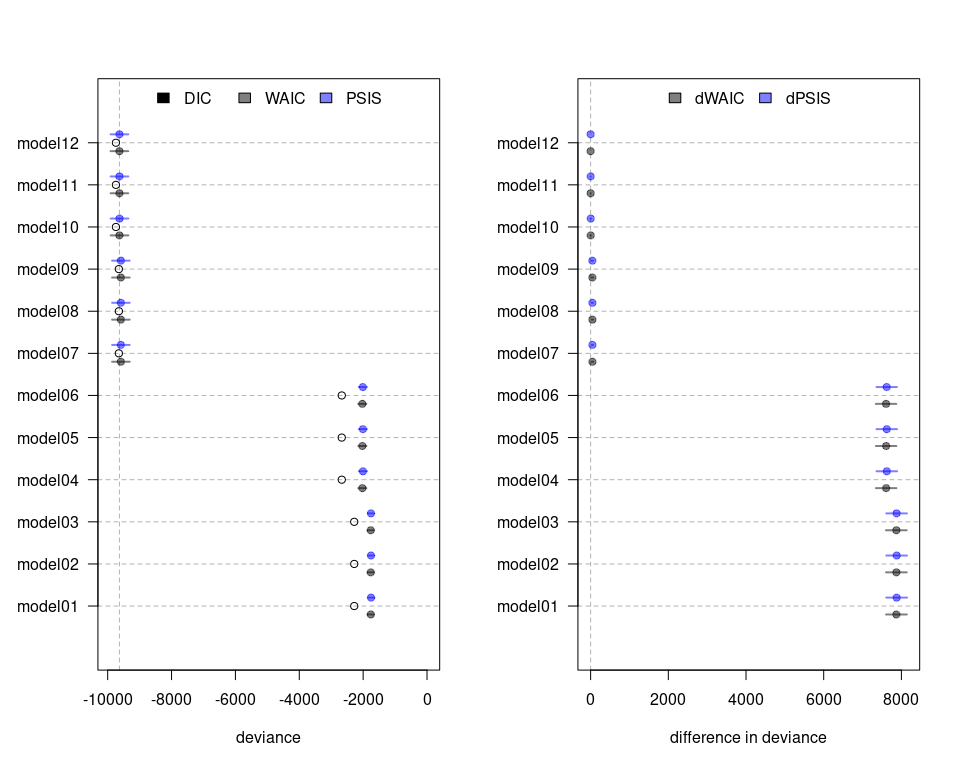 DIC WAIC PSIS
model12
model11
model10
model09
model08
model07
model06
model05
model04
model03
model02
model01
-10000 -8000 -6000 -4000 -2000 0
deviance
dWAIC dPSIS
model12
model11
model10
model09
model08
model07
model06
model05
model04
model03
model02
model01
0 2000 4000 6000 8000
difference in deviance